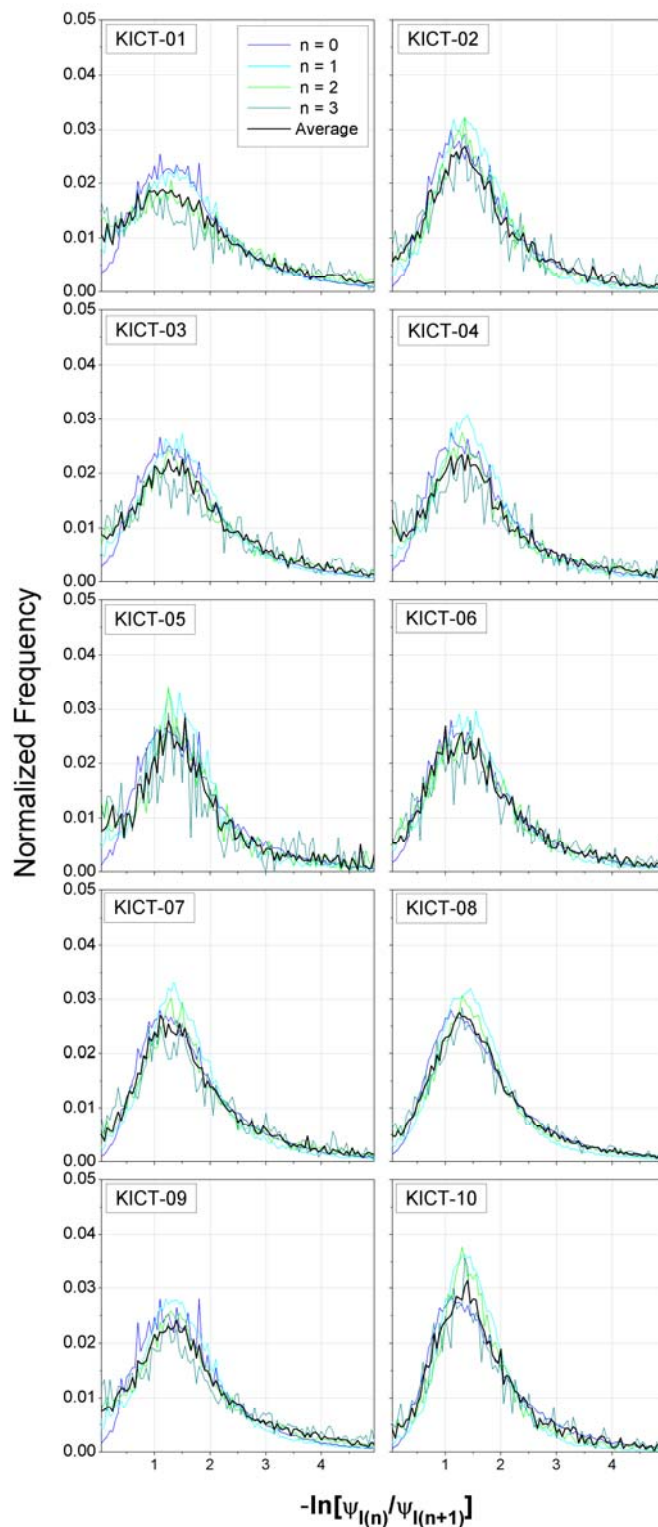 Normalized Frequency
0.05
KICT-01
n = 0
n = 1
n = 2
n = 3
Average
KICT-02
0.04
0.03
0.02
0.01
0.00
0.05
KICT-03
KICT-04
0.04
0.03
0.02
0.01
0.00
0.05
KICT-05
KICT-06
0.04
0.03
0.02
0.01
0.00
0.05
KICT-07
KICT-08
0.04
0.03
0.02
0.01
0.00
0.05
KICT-09
KICT-10
0.04
0.03
0.02
0.01
0.00
1 2 3 4 1 2 3 4
-ln[ψI(n)/ψI(n+1)]